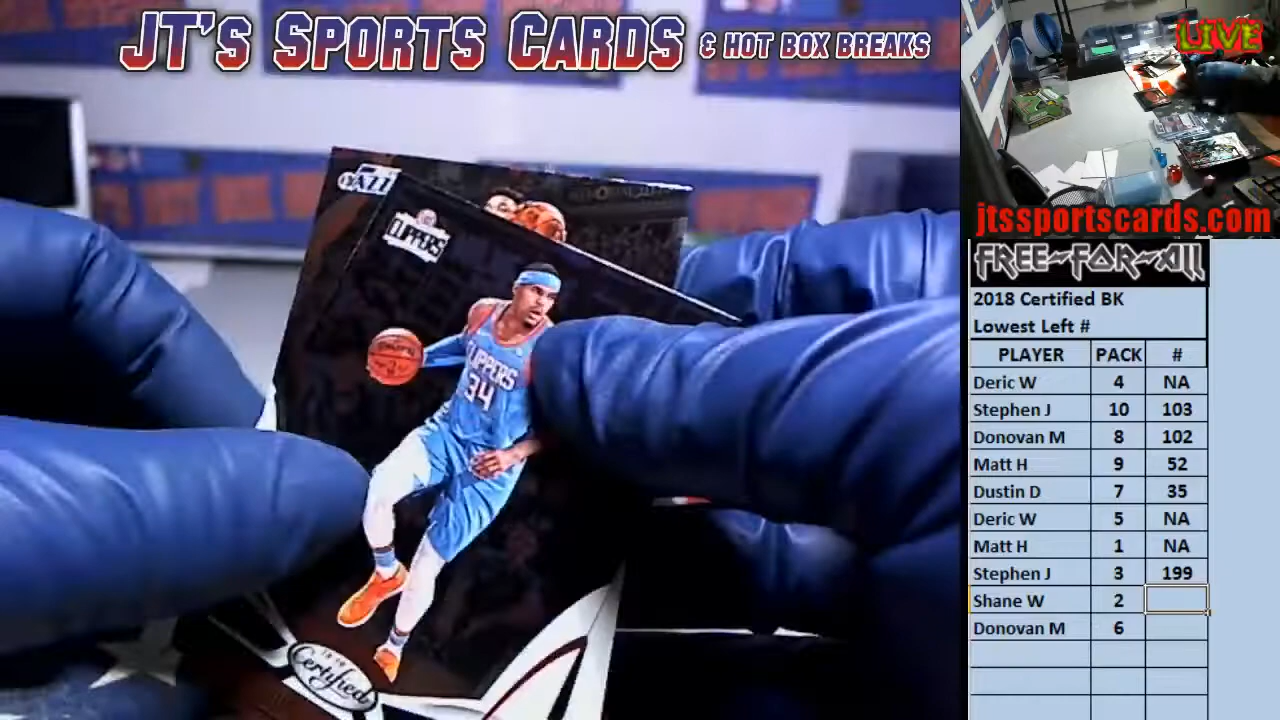 JT's Sports Cards & Hot Box Breaks
LIVE
jtssportscards.com
FREE-FOR-ALL
2018 Certified BK
Lowest Left #
PLAYER PACK #
Deric W 4 NA
Stephen J 10 103
Donovan M 8 102
Matt H 9 52
Dustin D 7 35
Deric W 5 NA
Matt H 1 NA
Stephen J 3 199
Shane W 2
Donovan M 6
JAZZ
CLIPPERS
CLIPPERS
34
Certified